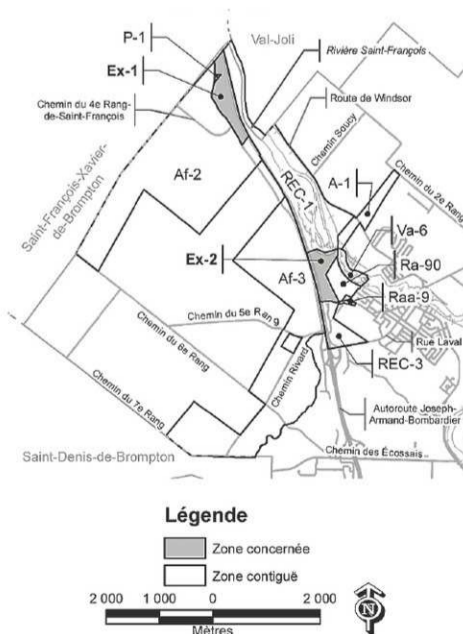 P-1
Val-Joli
Ex-1
Rivière Saint-François
Chemin du 4e Rang-
de-Saint-François
Route de Windsor
Chemin Soucy
Saint-François-Xavier-
de-Brompton
Af-2
REC-1
A-1
Chemin du 2e Rang
Va-6
Ex-2
Ra-90
Af-3
Raa-9
Chemin du 5e Rang
Rue Laval
Chemin du 6e Rang
Chemin Rivard
REC-3
Chemin du 7e Rang
Autoroute Joseph-
Armand-Bombardier
Saint-Denis-de-Brompton
Chemin des Écossais
Légende
Zone concernée
Zone contiguë
2 000 1 000 0 2 000
Mètres
N